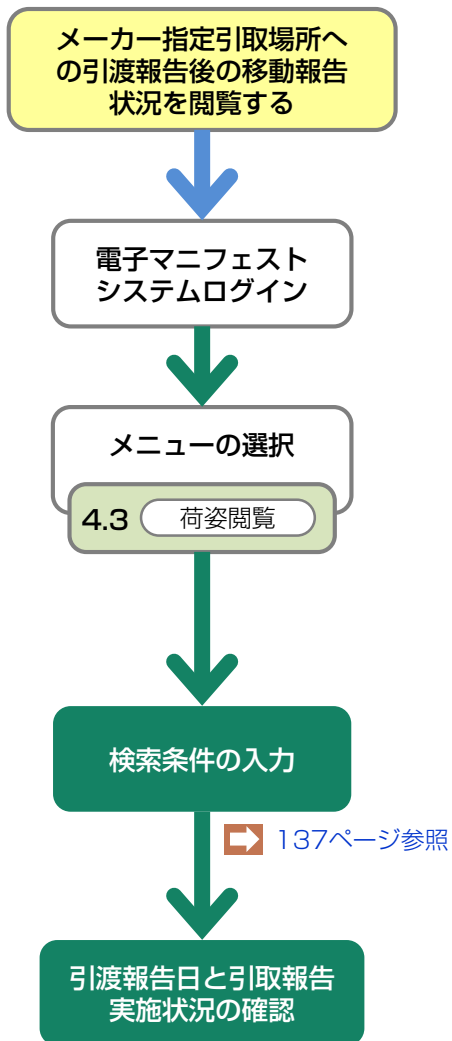 メーカー指定引取場所へ
の引渡報告後の移動報告
状況を閲覧する
電子マニフェスト
システムログイン
メニューの選択
4.3 荷姿閲覧
検索条件の入力
137ページ参照
引渡報告日と引取報告
実施状況の確認